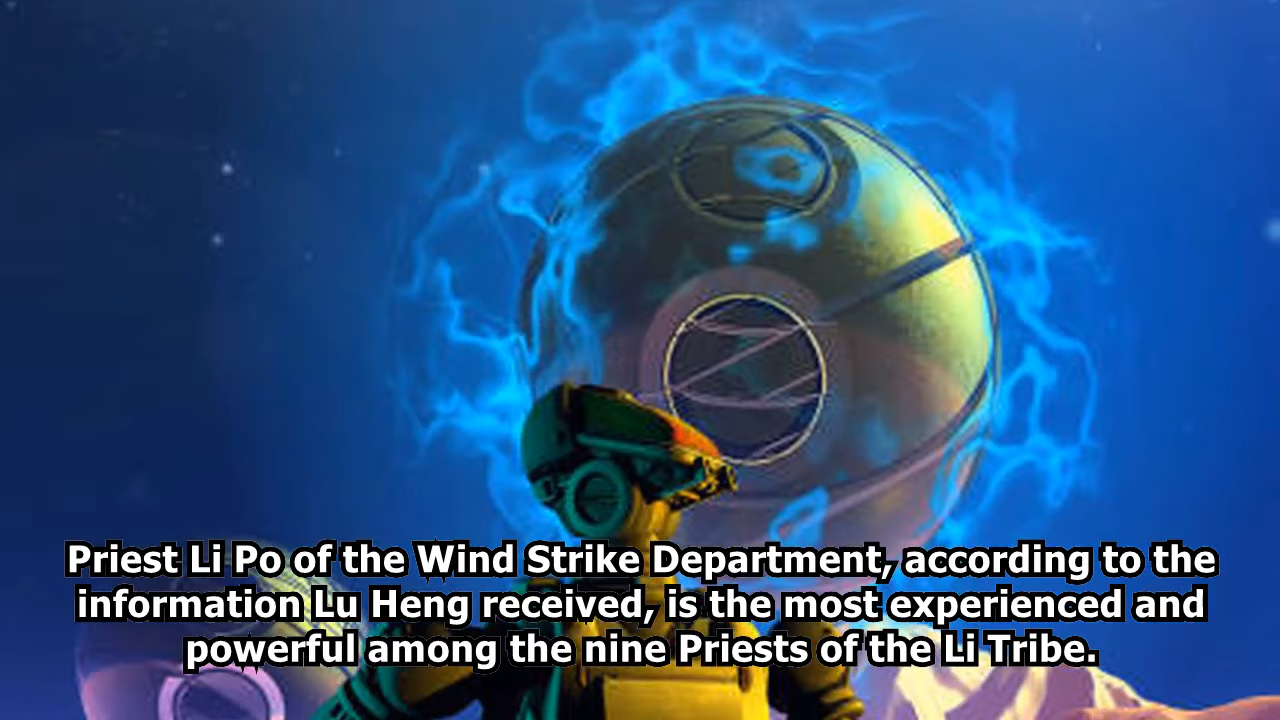 Priest Li Po of the Wind Strike Department, according to the
information Lu Heng received, is the most experienced and
powerful among the nine Priests of the Li Tribe.